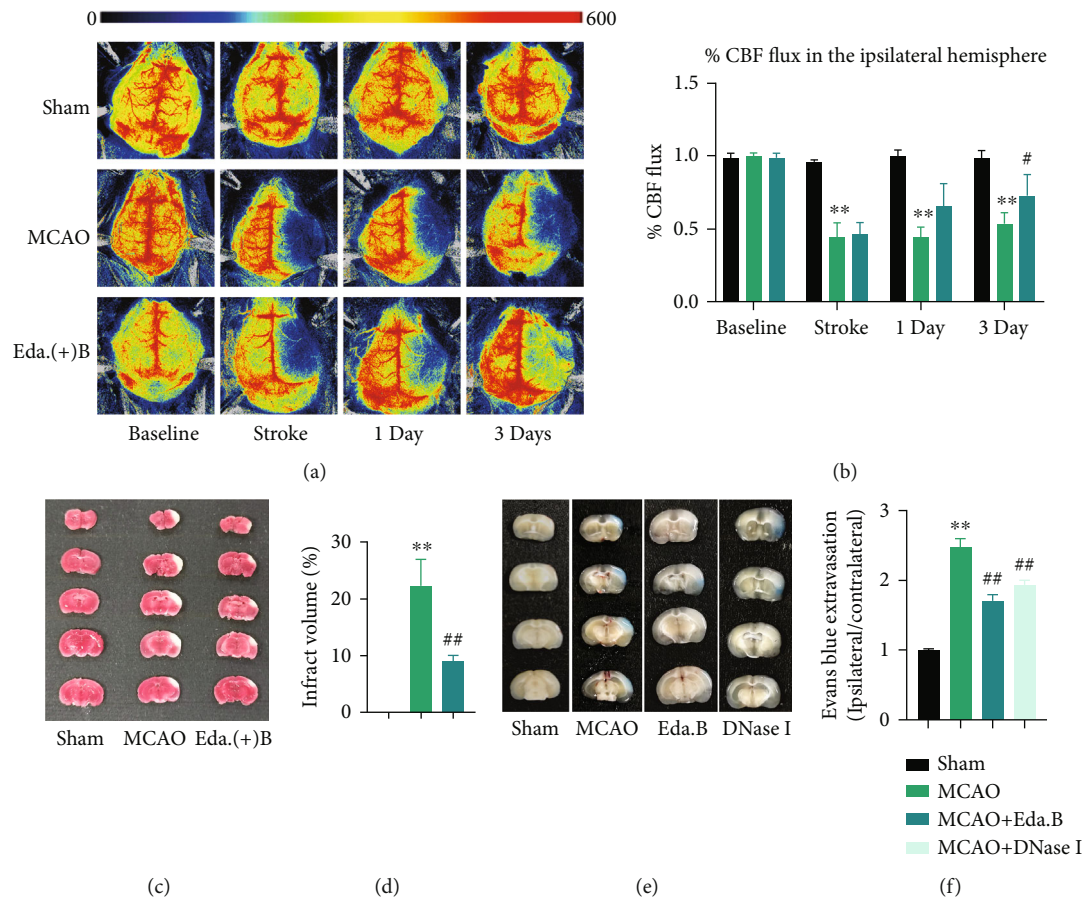 0
600
Sham
MCAO
Eda.(+)B
Baseline
Stroke
1 Day
3 Days
(a)
% CBF flux in the ipsilateral hemisphere
% CBF flux
1.5
1.0
0.5
0.0
**
**
**
#
Baseline
Stroke
1 Day
3 Day
(b)
Sham
MCAO
Eda.(+)B
(c)
Infract volume (%)
30
20
10
0
**
##
(d)
Sham
MCAO
Eda.B
DNase I
(e)
Evans blue extravasation
(Ipsilateral/contralateral)
3
2
1
0
**
##
##
Sham
MCAO
MCAO+Eda.B
MCAO+DNase I
(f)